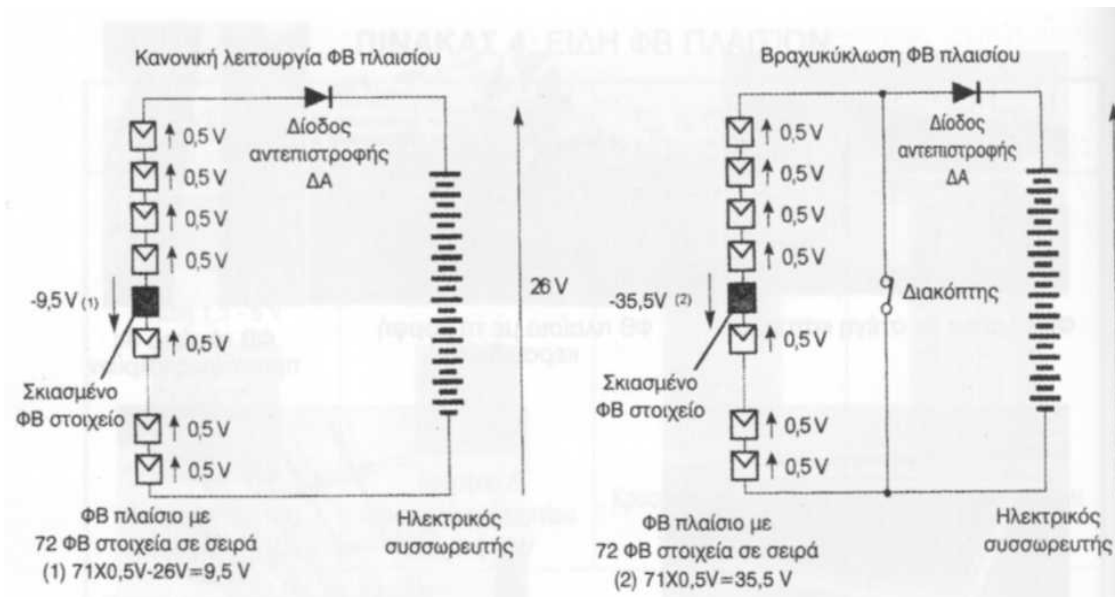 Κανονική λειτουργία ΦΒ πλαισίου
0,5 V
0,5 V
0,5 V
0,5 V
-9,5 V (1)
0,5 V
0,5 V
0,5 V
Δίοδος
αντεπιστροφής
ΔΑ
26 V
Σκιασμένο
ΦΒ στοιχείο
ΦΒ πλαίσιο με
72 ΦΒ στοιχεία σε σειρά
(1) 71X0,5V-26V=9,5 V
Ηλεκτρικός
συσσωρευτής
Βραχυκύκλωση ΦΒ πλαισίου
0,5 V
0,5 V
0,5 V
0,5 V
-35,5V (2)
0,5 V
0,5 V
0,5 V
Δίοδος
αντεπιστροφής
ΔΑ
Διακόπτης
Σκιασμένο
ΦΒ στοιχείο
ΦΒ πλαίσιο με
72 ΦΒ στοιχεία σε σειρά
(2) 71X0,5V=35,5 V
Ηλεκτρικός
συσσωρευτής